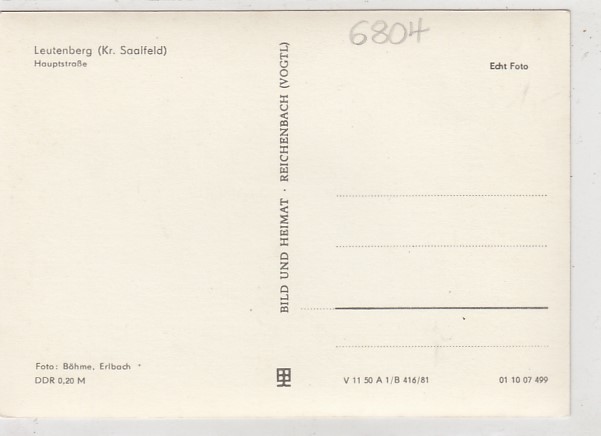 6804
Leutenberg (Kr. Saalfeld)
Hauptstraße
Echt Foto
BILD UND HEIMAT · REICHENBACH (VOGTL)
Foto: Böhme, Erlbach
DDR 0,20 M
V 11 50 A 1/B 416/81
01 10 07 499